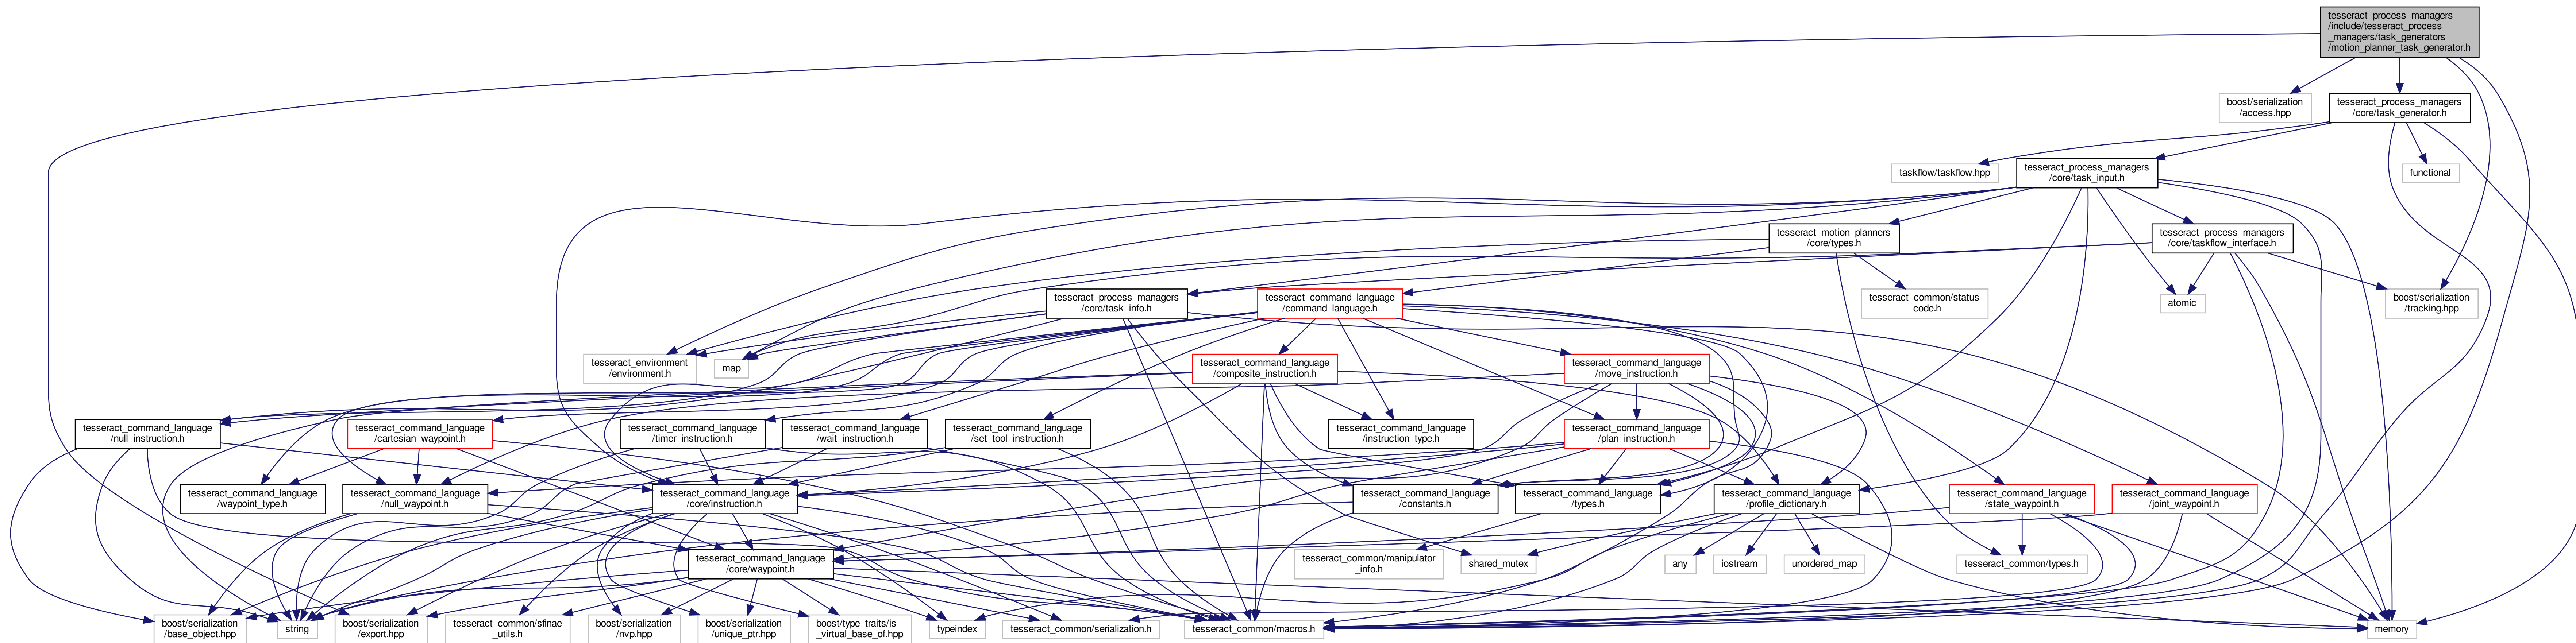 tesseract_process_managers
/include/tesseract_process
_managers/task_generators
/motion_planner_task_generator.h
boost/serialization
/access.hpp
tesseract_process_managers
/core/task_generator.h
taskflow/taskflow.hpp
tesseract_process_managers
/core/task_input.h
functional
tesseract_motion_planners
/core/types.h
tesseract_process_managers
/core/taskflow_interface.h
tesseract_process_managers
/core/task_info.h
tesseract_command_language
/command_language.h
tesseract_common/status
_code.h
atomic
boost/serialization
/tracking.hpp
tesseract_environment
/environment.h
map
tesseract_command_language
/composite_instruction.h
tesseract_command_language
/move_instruction.h
tesseract_command_language
/null_instruction.h
tesseract_command_language
/cartesian_waypoint.h
tesseract_command_language
/timer_instruction.h
tesseract_command_language
/wait_instruction.h
tesseract_command_language
/set_tool_instruction.h
tesseract_command_language
/instruction_type.h
tesseract_command_language
/plan_instruction.h
tesseract_command_language
/waypoint_type.h
tesseract_command_language
/null_waypoint.h
tesseract_command_language
/core/instruction.h
tesseract_command_language
/constants.h
tesseract_command_language
/types.h
tesseract_command_language
/profile_dictionary.h
tesseract_command_language
/state_waypoint.h
tesseract_command_language
/joint_waypoint.h
tesseract_command_language
/core/waypoint.h
tesseract_common/manipulator
_info.h
shared_mutex
any
iostream
unordered_map
tesseract_common/types.h
boost/serialization
/base_object.hpp
string
boost/serialization
/export.hpp
tesseract_common/sfinae
_utils.h
boost/serialization
/nvp.hpp
boost/serialization
/unique_ptr.hpp
boost/type_traits/is
_virtual_base_of.hpp
typeindex
tesseract_common/serialization.h
tesseract_common/macros.h
memory